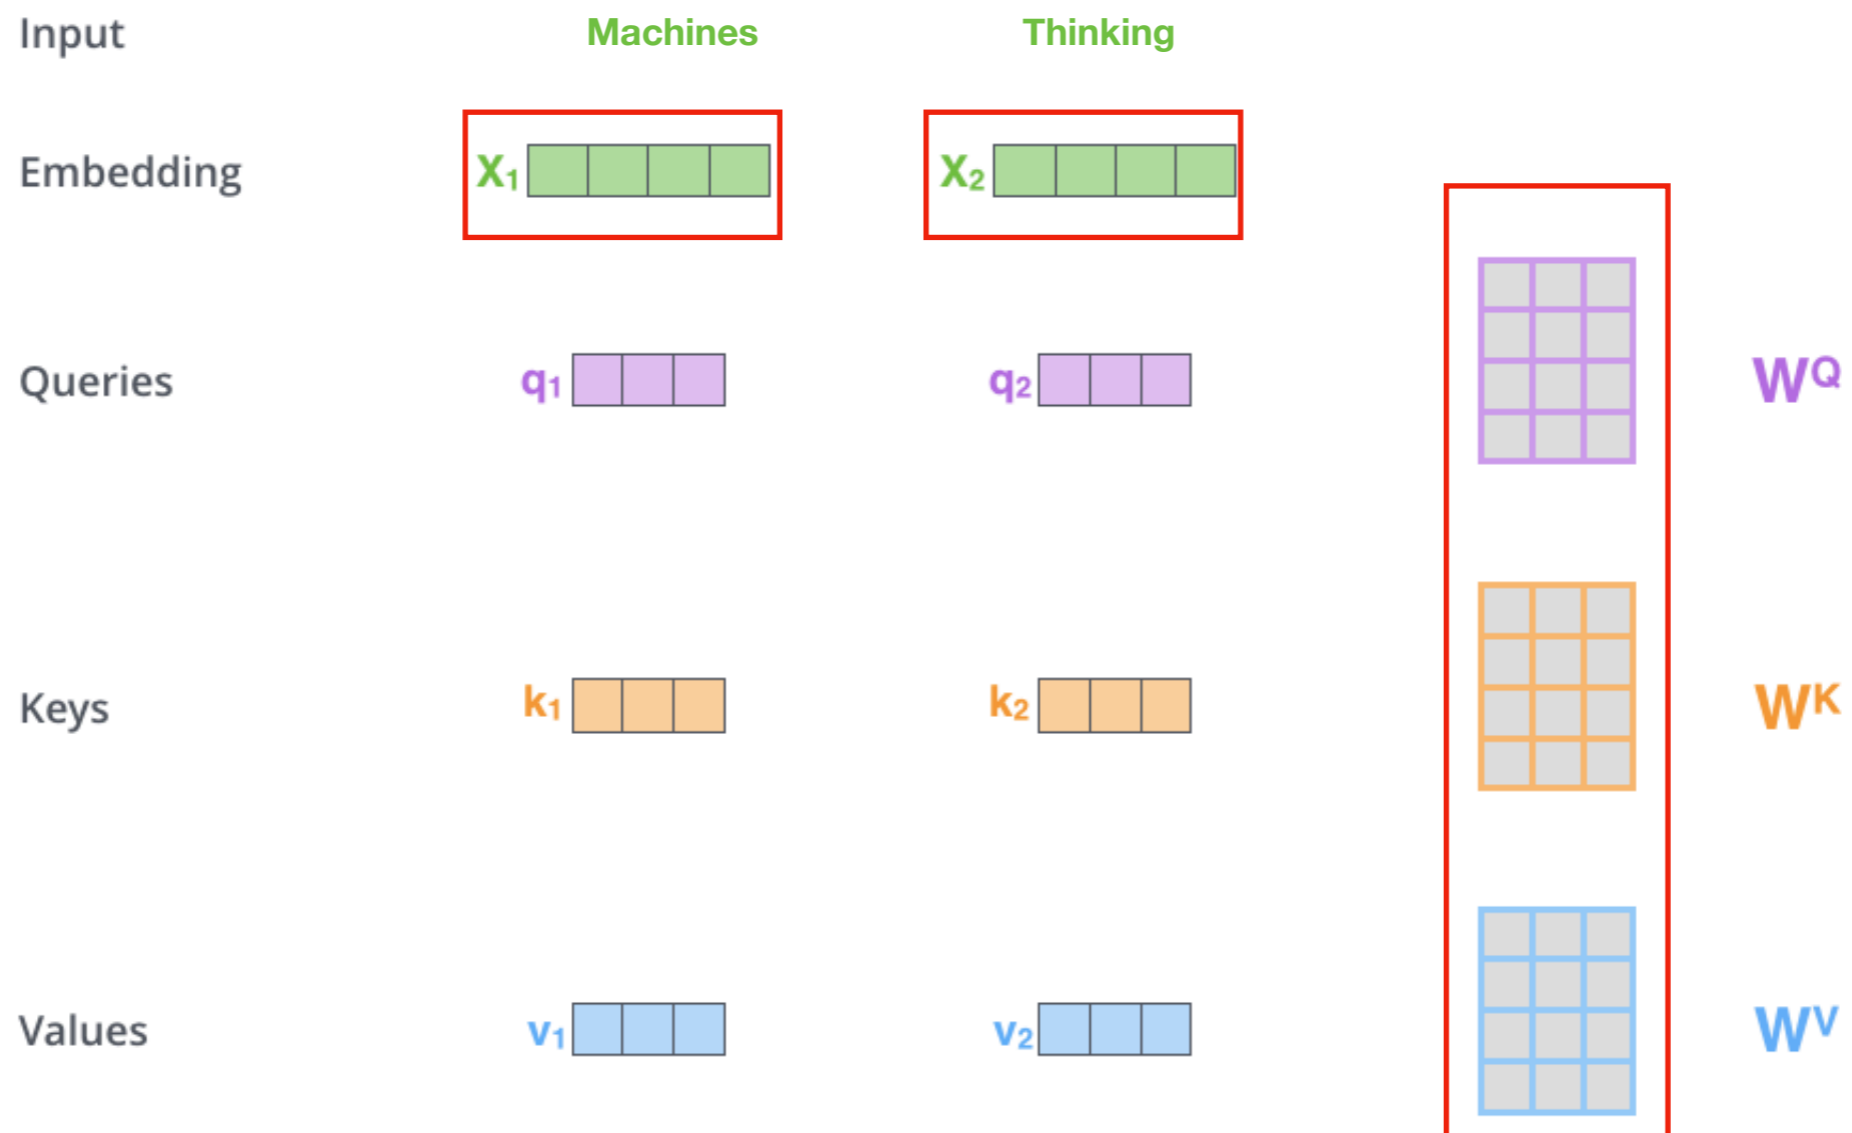 Input Machines Thinking
Embedding X1 X2
Queries q1 q2 WQ
Keys k1 k2 WK
Values v1 v2 WV